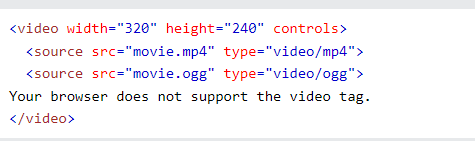 <video width="320" height="240" controls>
  <source src="movie.mp4" type="video/mp4">
  <source src="movie.ogg" type="video/ogg">
Your browser does not support the video tag.
</video>